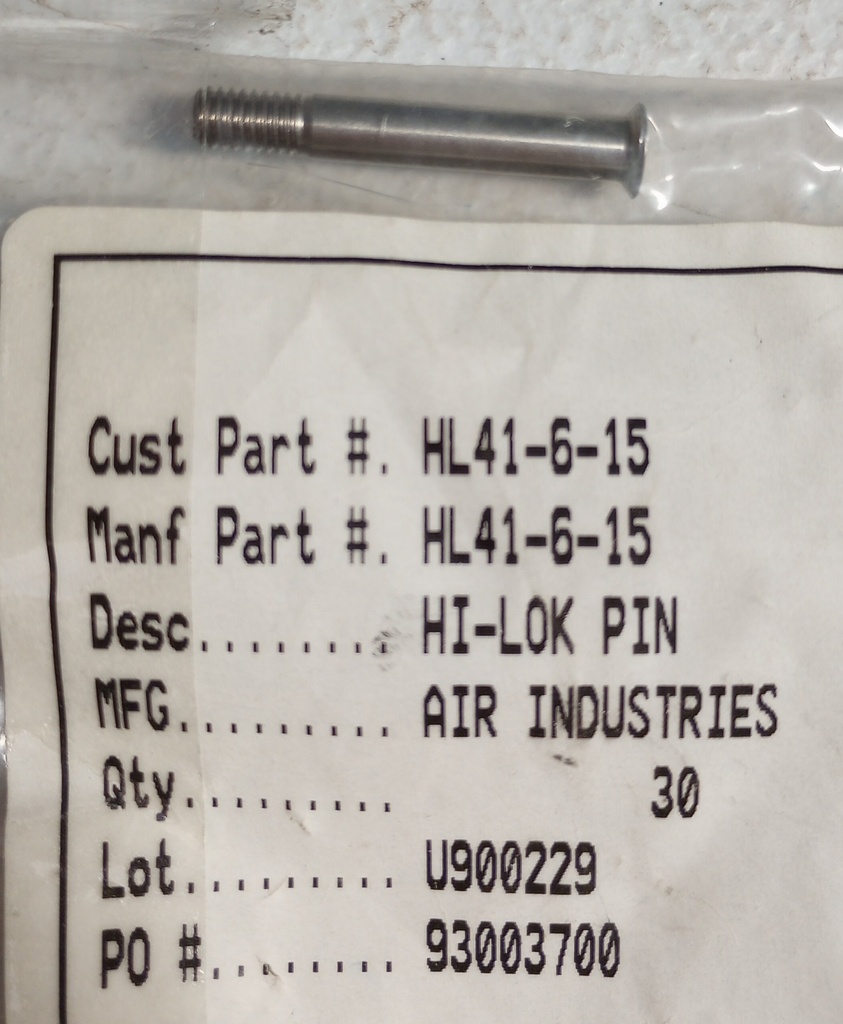 Cust Part #. HL41-6-15
Manf Part #. HL41-6-15
Desc........ HI-LOK PIN
MFG......... AIR INDUSTRIES
Qty......... 30
Lot......... U900229
PO #........ 93003700